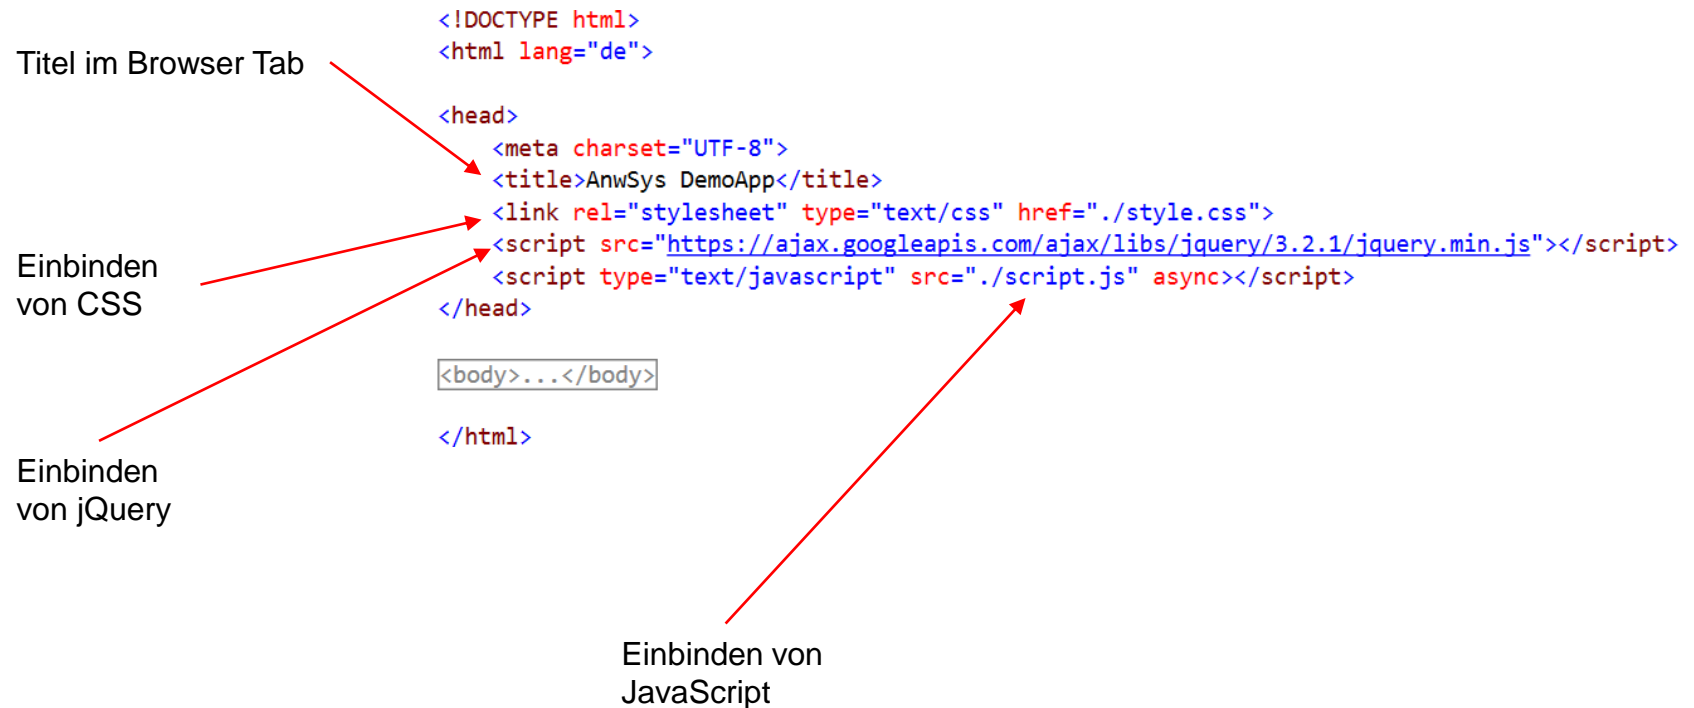 <!DOCTYPE html>
<html lang="de">
Titel im Browser Tab
<head>
<meta charset="UTF-8">
<title>AnwSys DemoApp</title>
<link rel="stylesheet" type="text/css" href="./style.css">
<script src="https://ajax.googleapis.com/ajax/libs/jquery/3.2.1/jquery.min.js"></script>
<script type="text/javascript" src="./script.js" async></script>
</head>
Einbinden
von CSS
<body>...</body>
</html>
Einbinden
von jQuery
Einbinden von
JavaScript